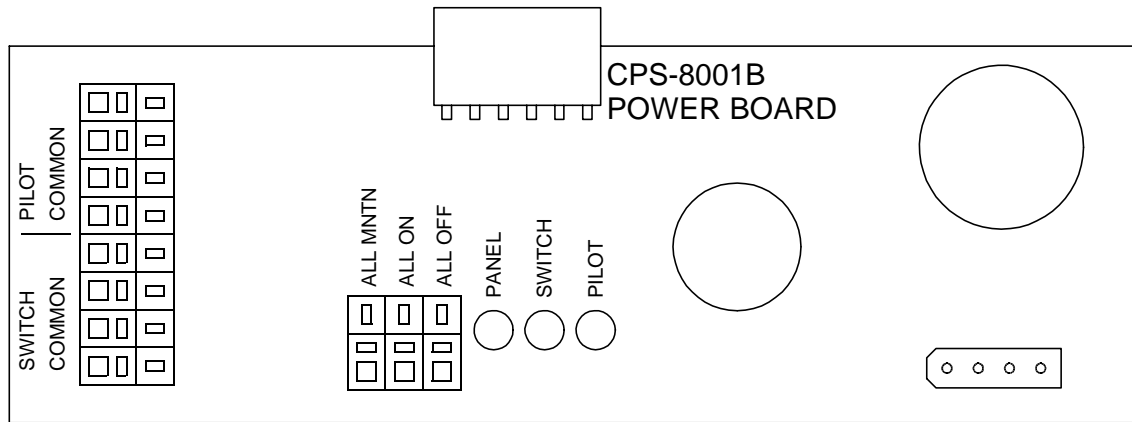 CPS-8001B
POWER BOARD
PILOT
COMMON
SWITCH
COMMON
ALL MNTN
ALL ON
ALL OFF
PANEL
SWITCH
PILOT